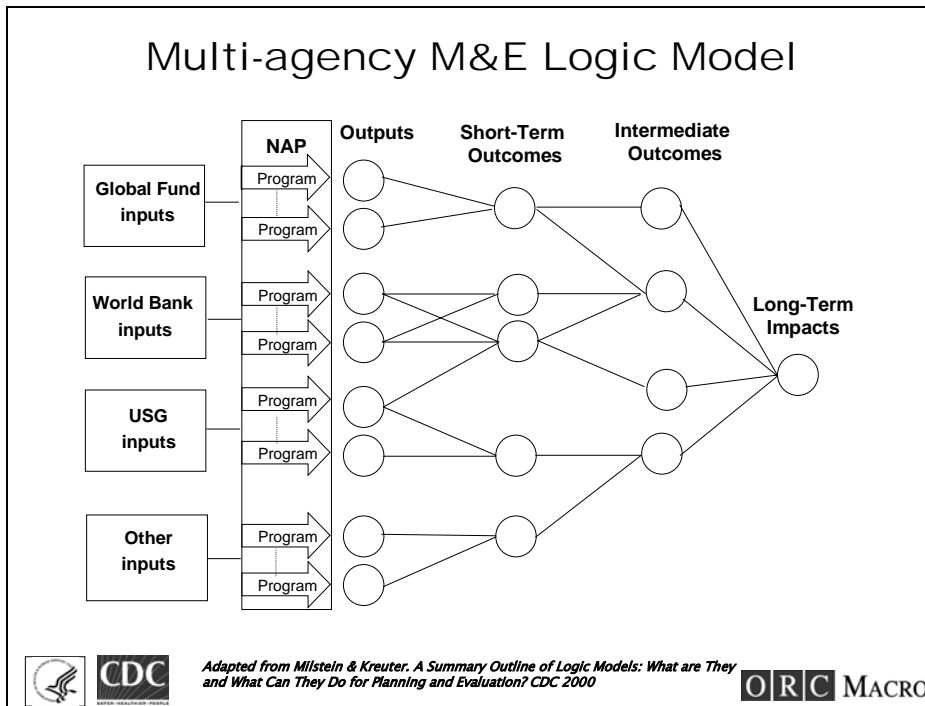 Multi-agency M&E Logic Model
NAP
Outputs
Short-Term
Outcomes
Intermediate
Outcomes
Global Fund
inputs
Program
Program
World Bank
inputs
Program
Program
Long-Term
Impacts
USG
inputs
Program
Program
Other
inputs
Program
Program
CDC
SAFER•HEALTHIER•PEOPLE
Adapted from Milstein & Kreuter. A Summary Outline of Logic Models: What are They
and What Can They Do for Planning and Evaluation? CDC 2000
ORC MACRO